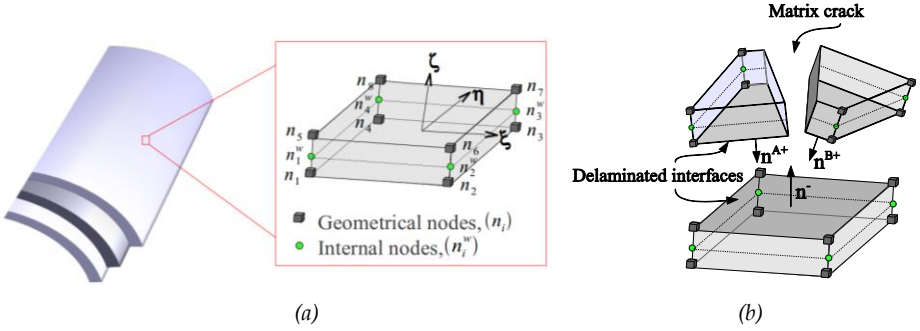 Matrix crack
ζ
n₈
n₇
η
n₄ʷ
n₃ʷ
n₄
n₃
ξ
n₅
n₆
n₁ʷ
n₂ʷ
n₁
n₂
Geometrical nodes,(nᵢ)
Internal nodes,(nᵢʷ)
(a)
nᴬ⁺
nᴮ⁺
Delaminated interfaces
n⁻
(b)